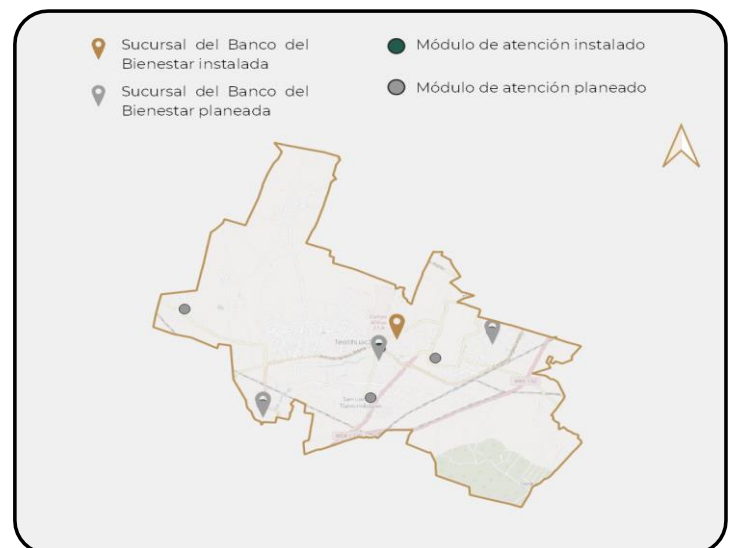 Sucursal del Banco del
Bienestar instalada
Sucursal del Banco del
Bienestar planeada
Módulo de atención instalado
Módulo de atención planeado